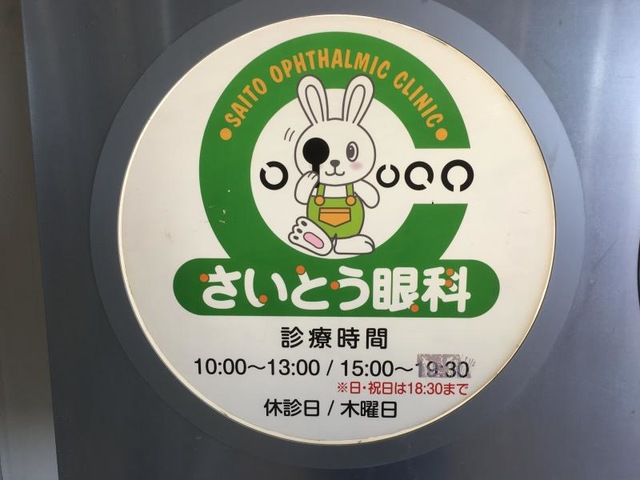 SAITO OPHTHALMIC CLINIC
さいとう眼科
診療時間
10:00〜13:00 / 15:00〜19:30
※日・祝日は18:30まで
休診日 / 木曜日